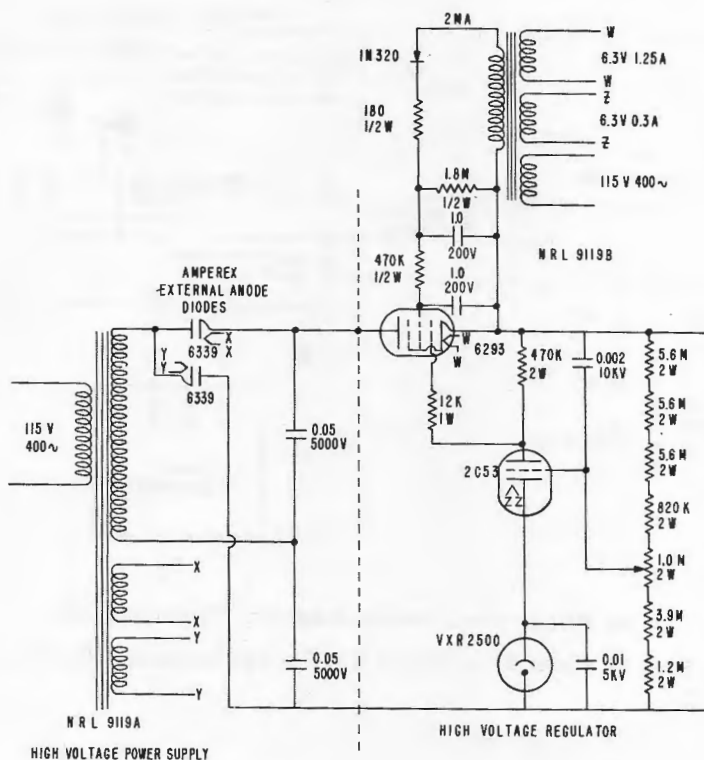 2MA
1N320
180
1/2W
W
6.3V 1.25A
W
Z
6.3V 0.3A
Z
115V 400~
1.8M
1/2W
1.0
200V
NRL 9119B
470K
1/2W
1.0
200V
AMPEREX
EXTERNAL ANODE
DIODES
X
X
6339
Y
Y
6339
W
W
6293
12K
1W
470K
2W
0.002
10KV
5.6M
2W
5.6M
2W
5.6M
2W
820K
2W
1.0M
2W
3.9M
2W
1.2M
2W
115V
400~
0.05
5000V
2C53
ZZ
X
X
Y
Y
0.05
5000V
VXR2500
0.01
5KV
NRL 9119A
HIGH VOLTAGE POWER SUPPLY
HIGH VOLTAGE REGULATOR